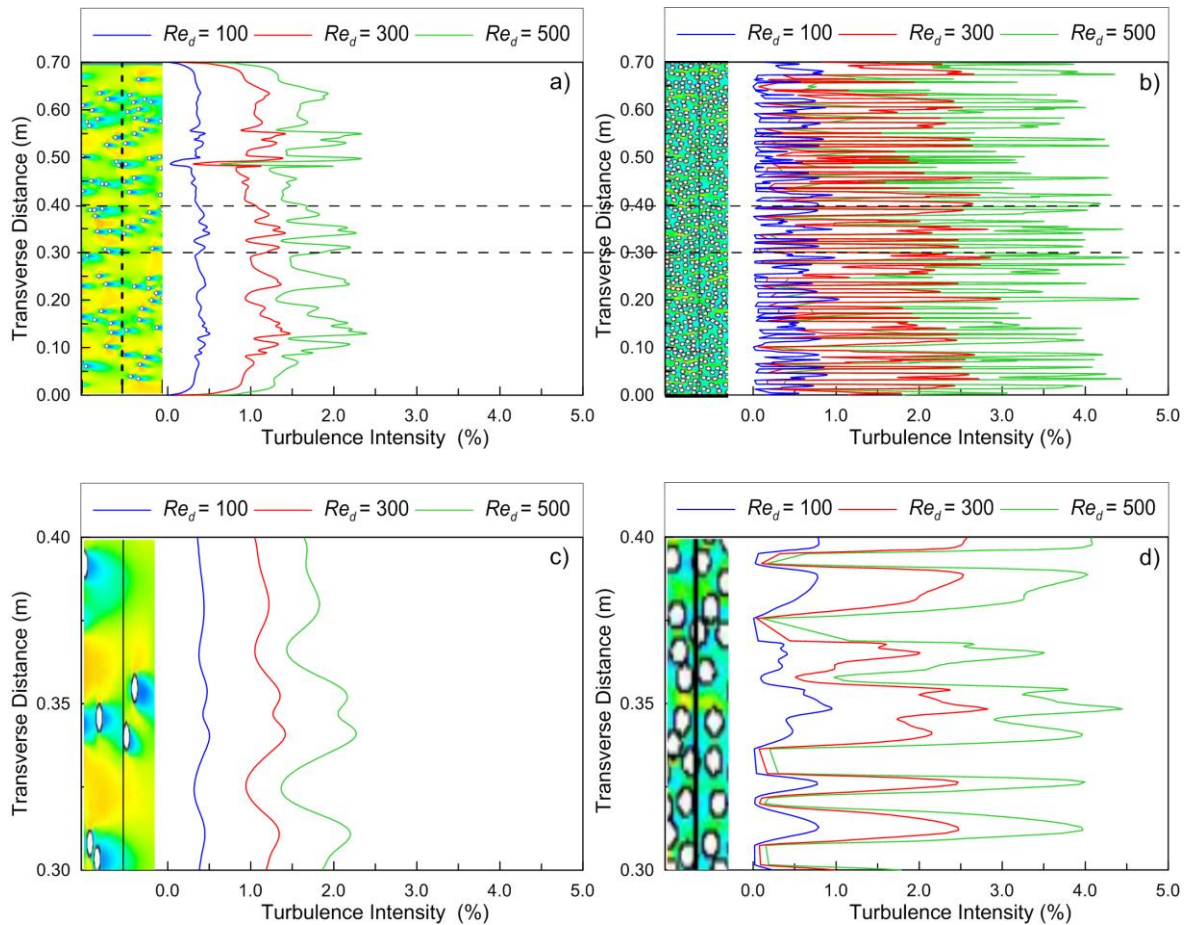 Re_d = 100 Re_d = 300 Re_d = 500
a)
Transverse Distance (m)
0.70
0.60
0.50
0.40
0.30
0.20
0.10
0.00
0.0 1.0 2.0 3.0 4.0 5.0
Turbulence Intensity (%)
Re_d = 100 Re_d = 300 Re_d = 500
b)
Transverse Distance (m)
0.70
0.60
0.50
0.40
0.30
0.20
0.10
0.00
0.0 1.0 2.0 3.0 4.0 5.0
Turbulence Intensity (%)
Re_d = 100 Re_d = 300 Re_d = 500
c)
Transverse Distance (m)
0.40
0.35
0.30
0.0 1.0 2.0 3.0 4.0 5.0
Turbulence Intensity (%)
Re_d = 100 Re_d = 300 Re_d = 500
d)
Transverse Distance (m)
0.40
0.35
0.30
0.0 1.0 2.0 3.0 4.0 5.0
Turbulence Intensity (%)